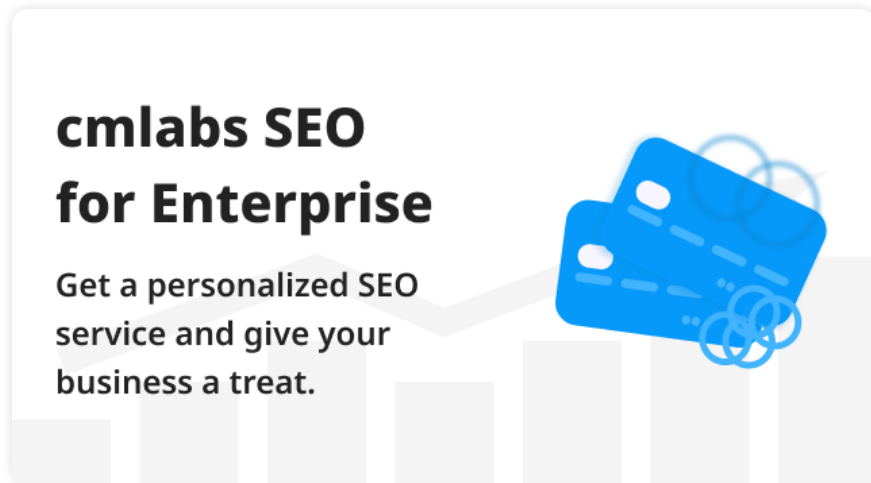 cmlabs SEO
for Enterprise
Get a personalized SEO
service and give your
business a treat.